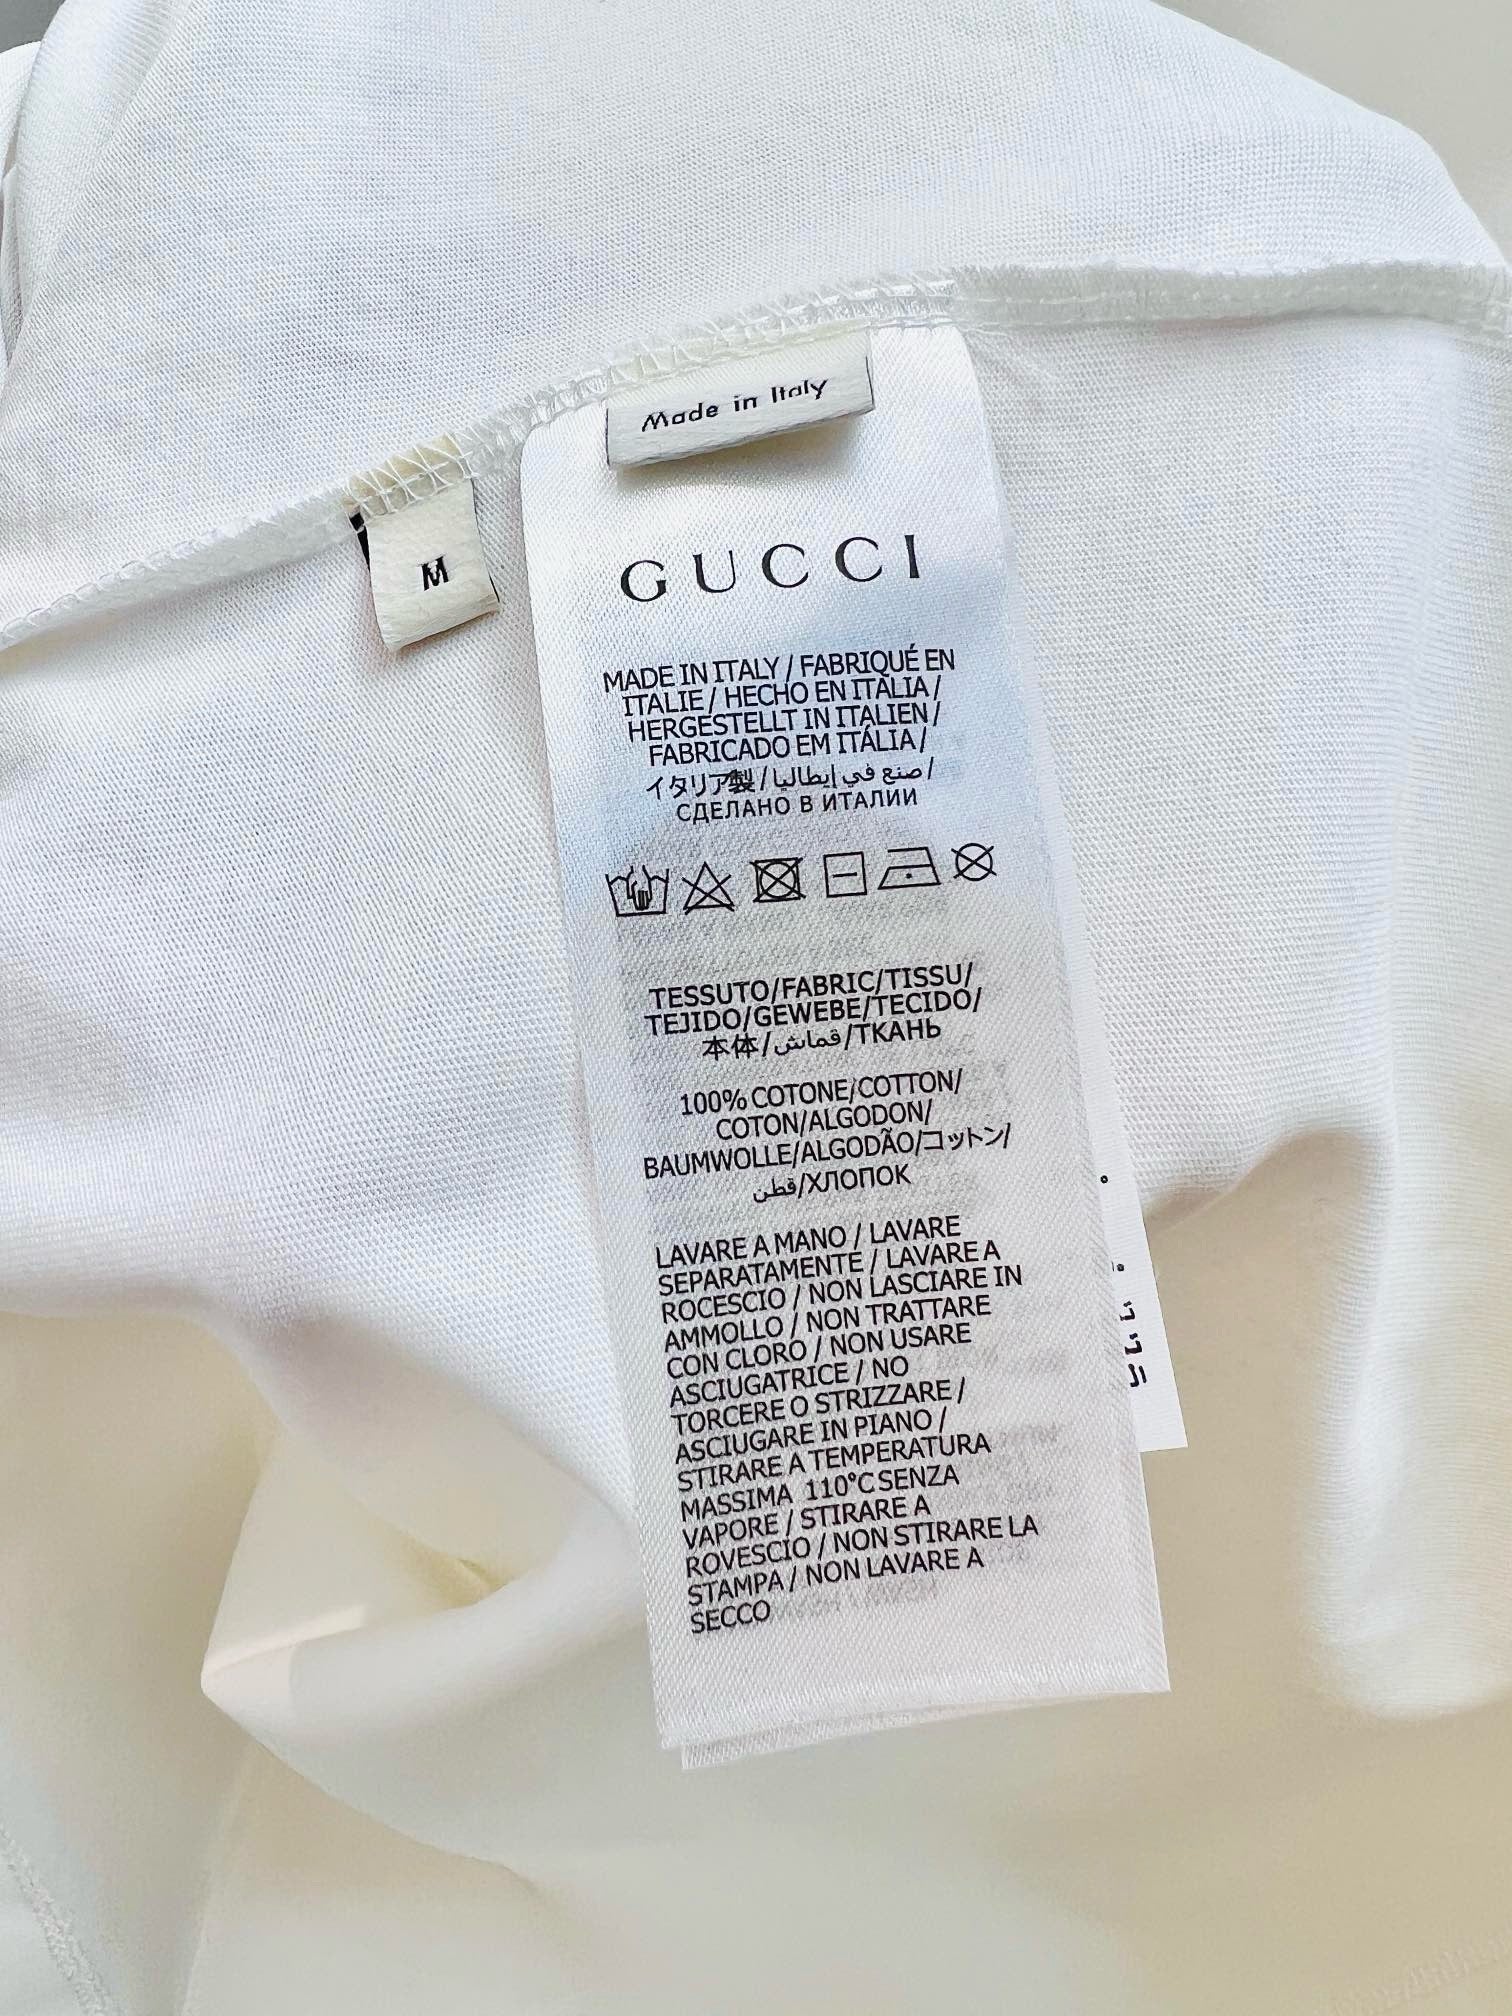 Made in Italy
M
GUCCI
MADE IN ITALY / FABRIQUÉ EN
ITALIE / HECHO EN ITALIA /
HERGESTELLT IN ITALIEN /
FABRICADO EM ITÁLIA /
イタリア製 / صنع في إيطاليا /
СДЕЛАНО В ИТАЛИИ
TESSUTO/FABRIC/TISSU/
TEJIDO/GEWEBE/TECIDO/
本体/قماش/ТКАНЬ
100% COTONE/COTTON/
COTON/ALGODON/
BAUMWOLLE/ALGODÃO/コットン/
قطن/ХЛОПОК
LAVARE A MANO / LAVARE
SEPARATAMENTE / LAVARE A
ROCESCIO / NON LASCIARE IN
AMMOLLO / NON TRATTARE
CON CLORO / NON USARE
ASCIUGATRICE / NO
TORCERE O STRIZZARE /
ASCIUGARE IN PIANO /
STIRARE A TEMPERATURA
MASSIMA 110°C SENZA
VAPORE / STIRARE A
ROVESCIO / NON STIRARE LA
STAMPA / NON LAVARE A
SECCO